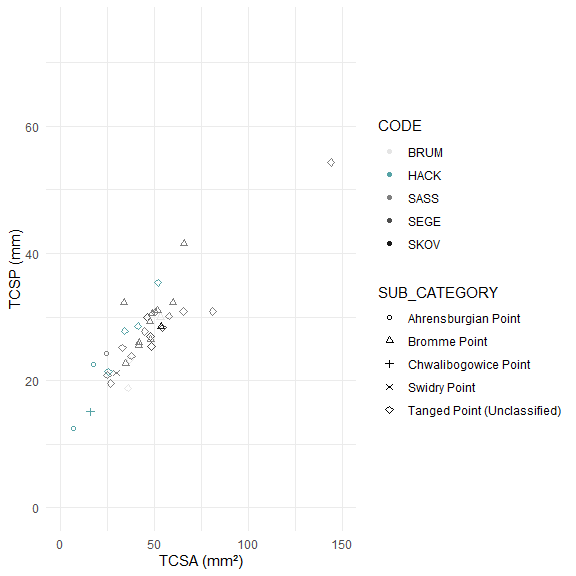 CODE
BRUM
HACK
SASS
SEGE
SKOV
SUB_CATEGORY
Ahrensburgian Point
Bromme Point
Chwalibogowice Point
Swidry Point
Tanged Point (Unclassified)
TCSP (mm)
60
40
20
0
0 50 100 150
TCSA (mm²)